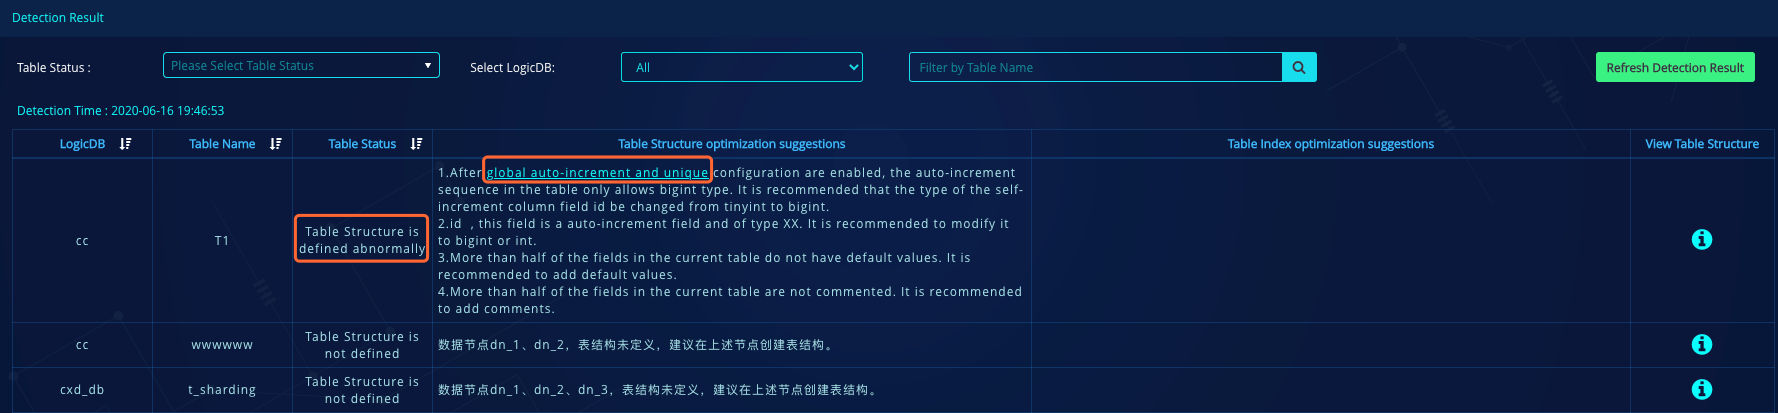 Detection Result
Table Status :
Please Select Table Status
Select LogicDB:
All
Filter by Table Name
Refresh Detection Result
Detection Time : 2020-06-16 19:46:53
LogicDB
Table Name
Table Status
Table Structure optimization suggestions
Table Index optimization suggestions
View Table Structure
cc
T1
Table Structure is
defined abnormally
1.After global auto-increment and unique configuration are enabled, the auto-increment
sequence in the table only allows bigint type. It is recommended that the type of the self-
increment column field id be changed from tinyint to bigint.
2.id , this field is a auto-increment field and of type XX. It is recommended to modify it
to bigint or int.
3.More than half of the fields in the current table do not have default values. It is
recommended to add default values.
4.More than half of the fields in the current table are not commented. It is recommended
to add comments.
cc
wwwwww
Table Structure is
not defined
数据节点dn_1、dn_2，表结构未定义，建议在上述节点创建表结构。
cxd_db
t_sharding
Table Structure is
not defined
数据节点dn_1、dn_2、dn_3，表结构未定义，建议在上述节点创建表结构。